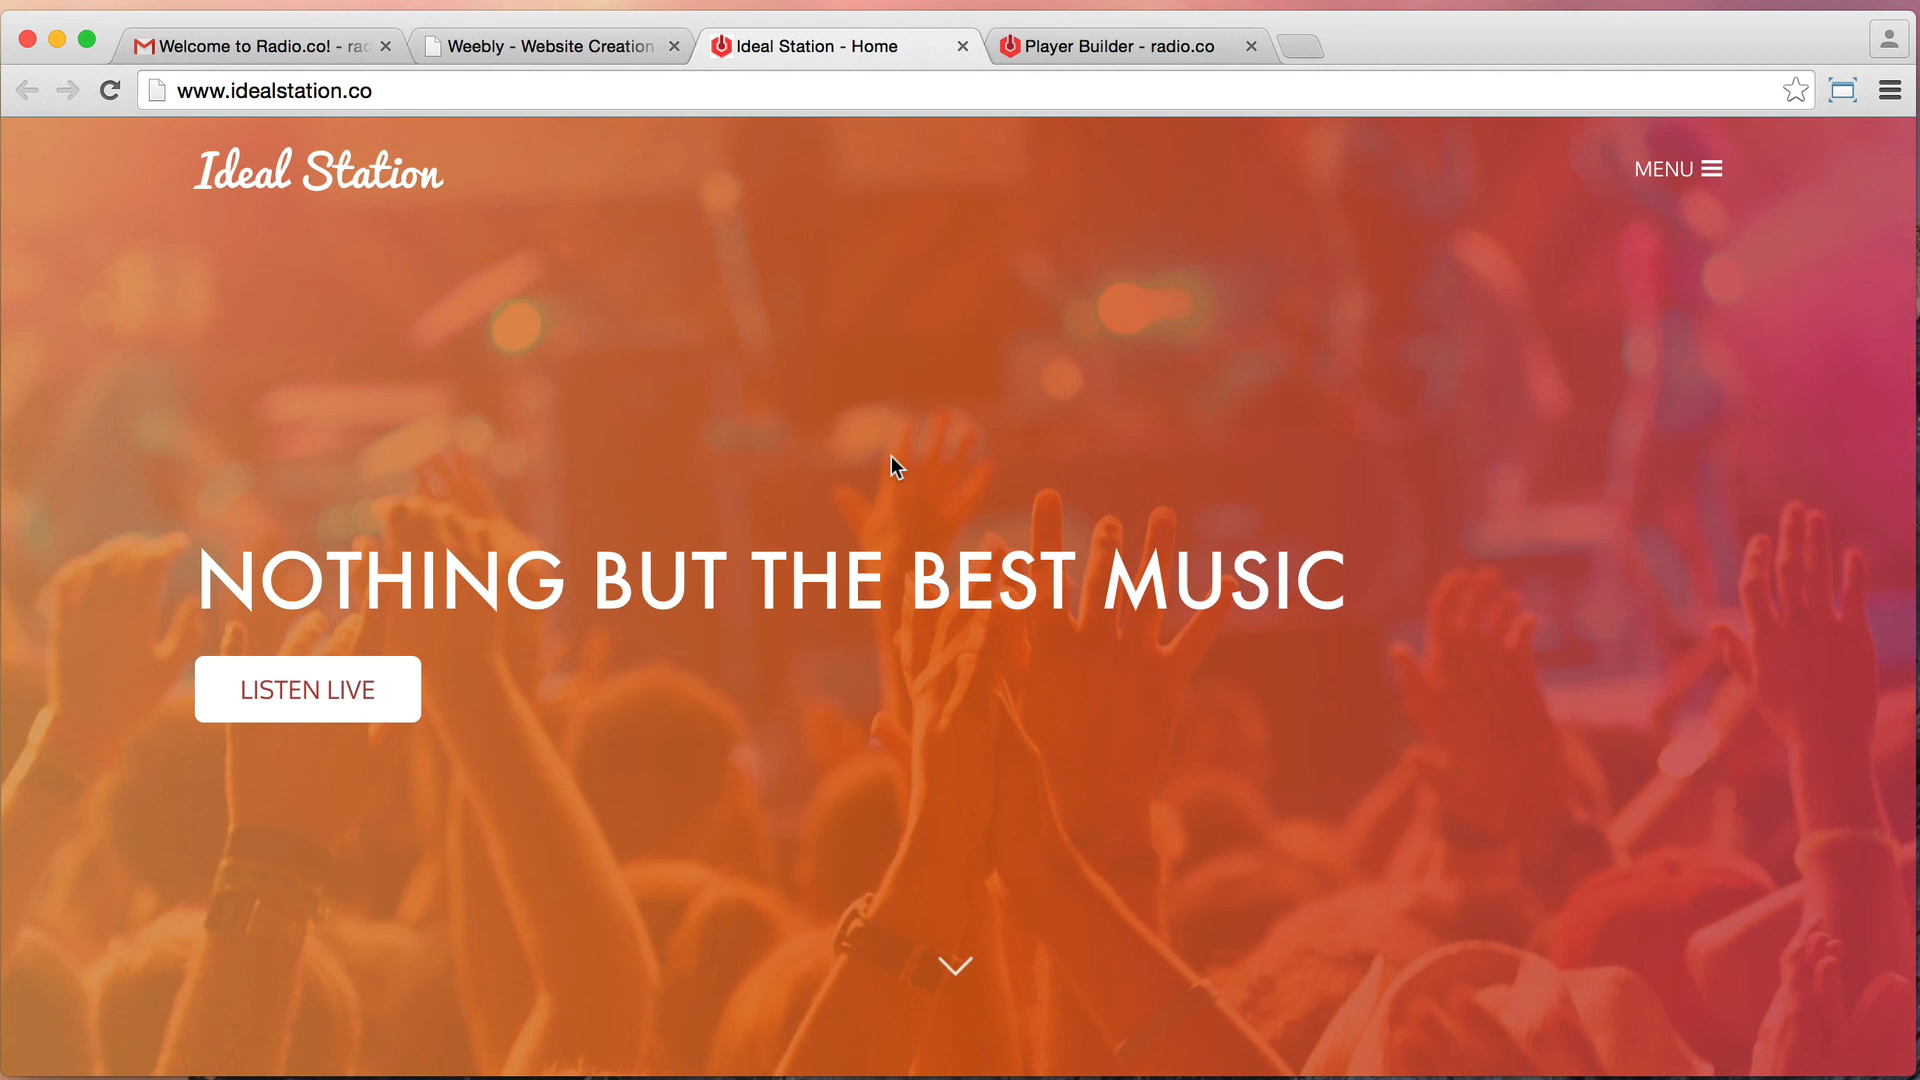 Welcome to Radio.co! - rad
Weebly - Website Creation
Ideal Station - Home
Player Builder - radio.co
www.idealstation.co
Ideal Station
MENU
NOTHING BUT THE BEST MUSIC
LISTEN LIVE